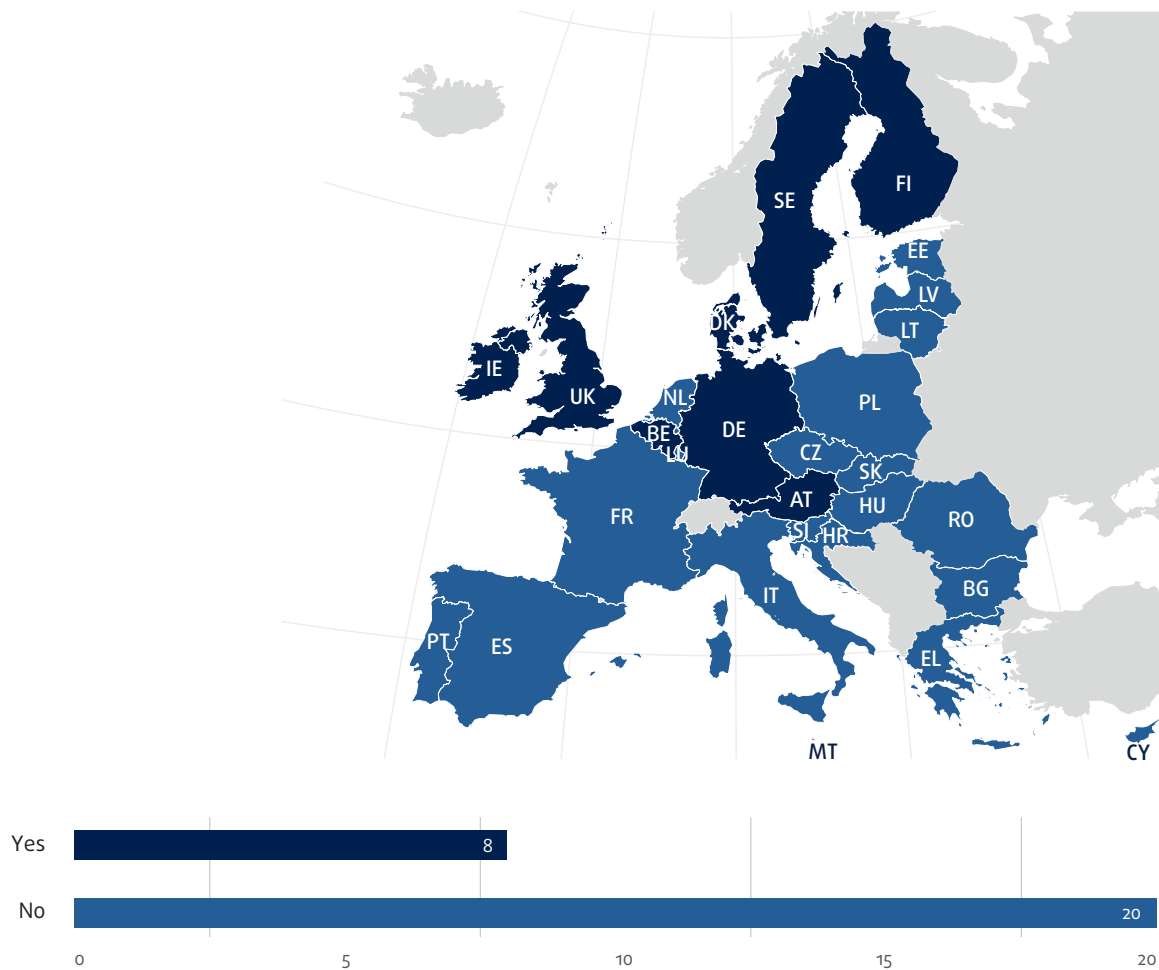 SE
FI
EE
LV
DK
LT
IE
UK
NL
PL
BE
DE
LU
CZ
SK
AT
HU
FR
SI
HR
RO
IT
BG
PT
ES
EL
MT
CY
Yes
8
No
20
0
5
10
15
20